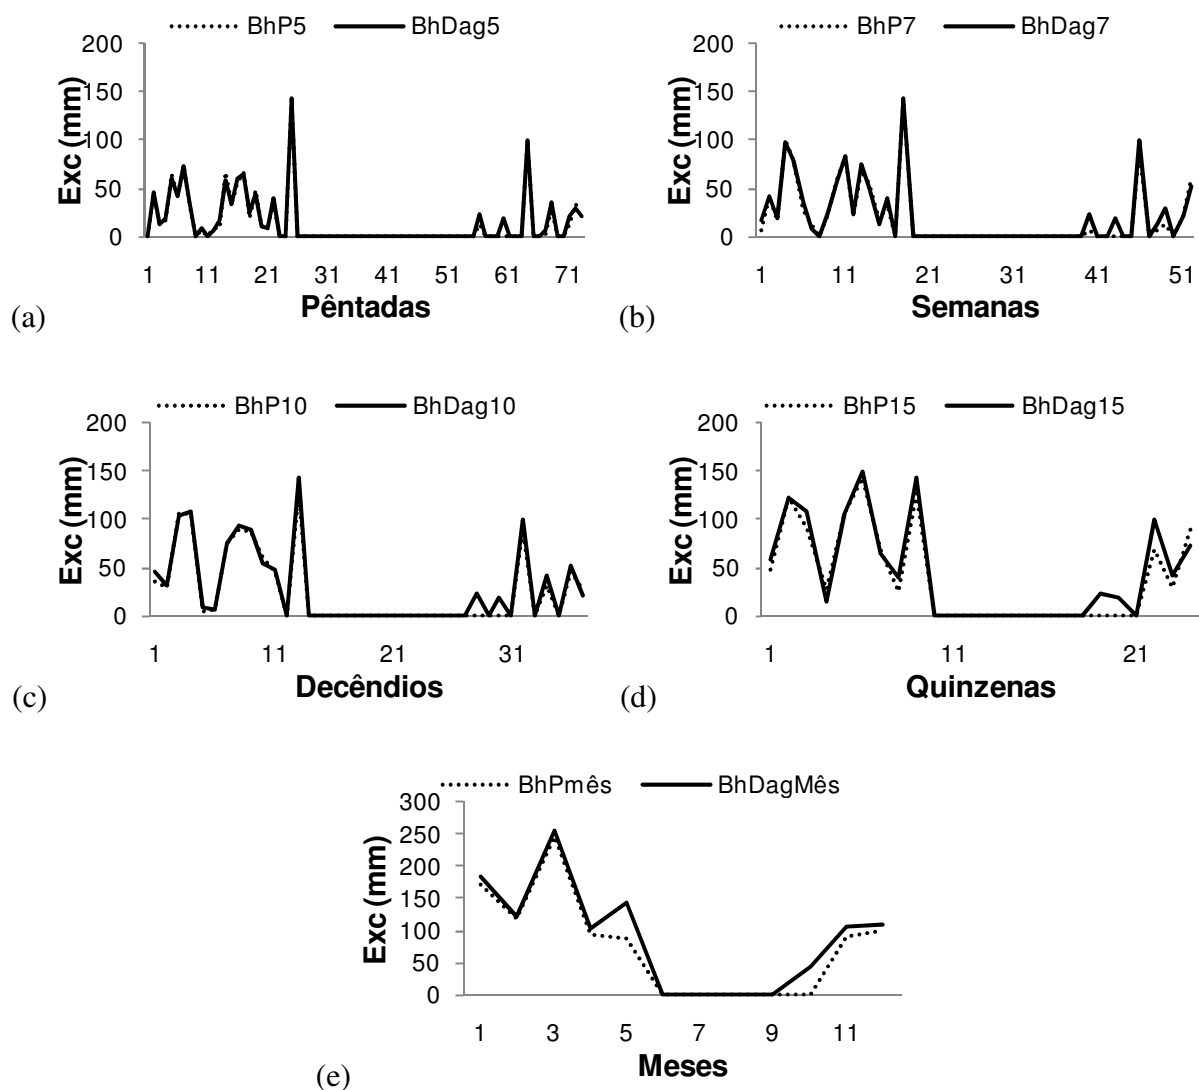 BhP5 BhDag5
200
150
100
50
0
Exc (mm)
1 11 21 31 41 51 61 71
Pêntadas
(a)
BhP7 BhDag7
200
150
100
50
0
Exc (mm)
1 11 21 31 41 51
Semanas
(b)
BhP10 BhDag10
200
150
100
50
0
Exc (mm)
1 11 21 31
Decêndios
(c)
BhP15 BhDag15
200
150
100
50
0
Exc (mm)
1 11 21
Quinzenas
(d)
BhPmês BhDagMês
300
250
200
150
100
50
0
Exc (mm)
1 3 5 7 9 11
Meses
(e)